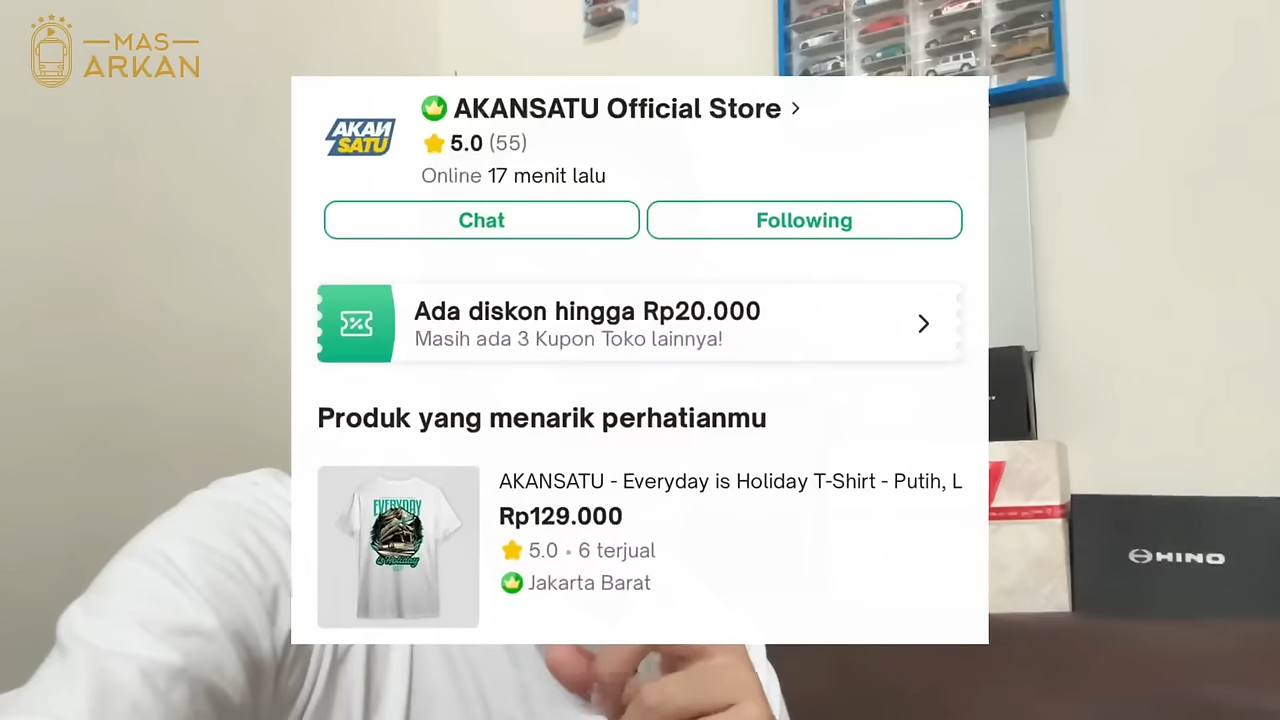 MAS
ARKAN
AKANSATU Official Store
AKAN
SATU
5.0 (55)
Online 17 menit lalu
Chat
Following
Ada diskon hingga Rp20.000
Masih ada 3 Kupon Toko lainnya!
Produk yang menarik perhatianmu
AKANSATU - Everyday is Holiday T-Shirt - Putih, L
Rp129.000
EVERYDAY
is Holiday
5.0 • 6 terjual
Jakarta Barat
HINO